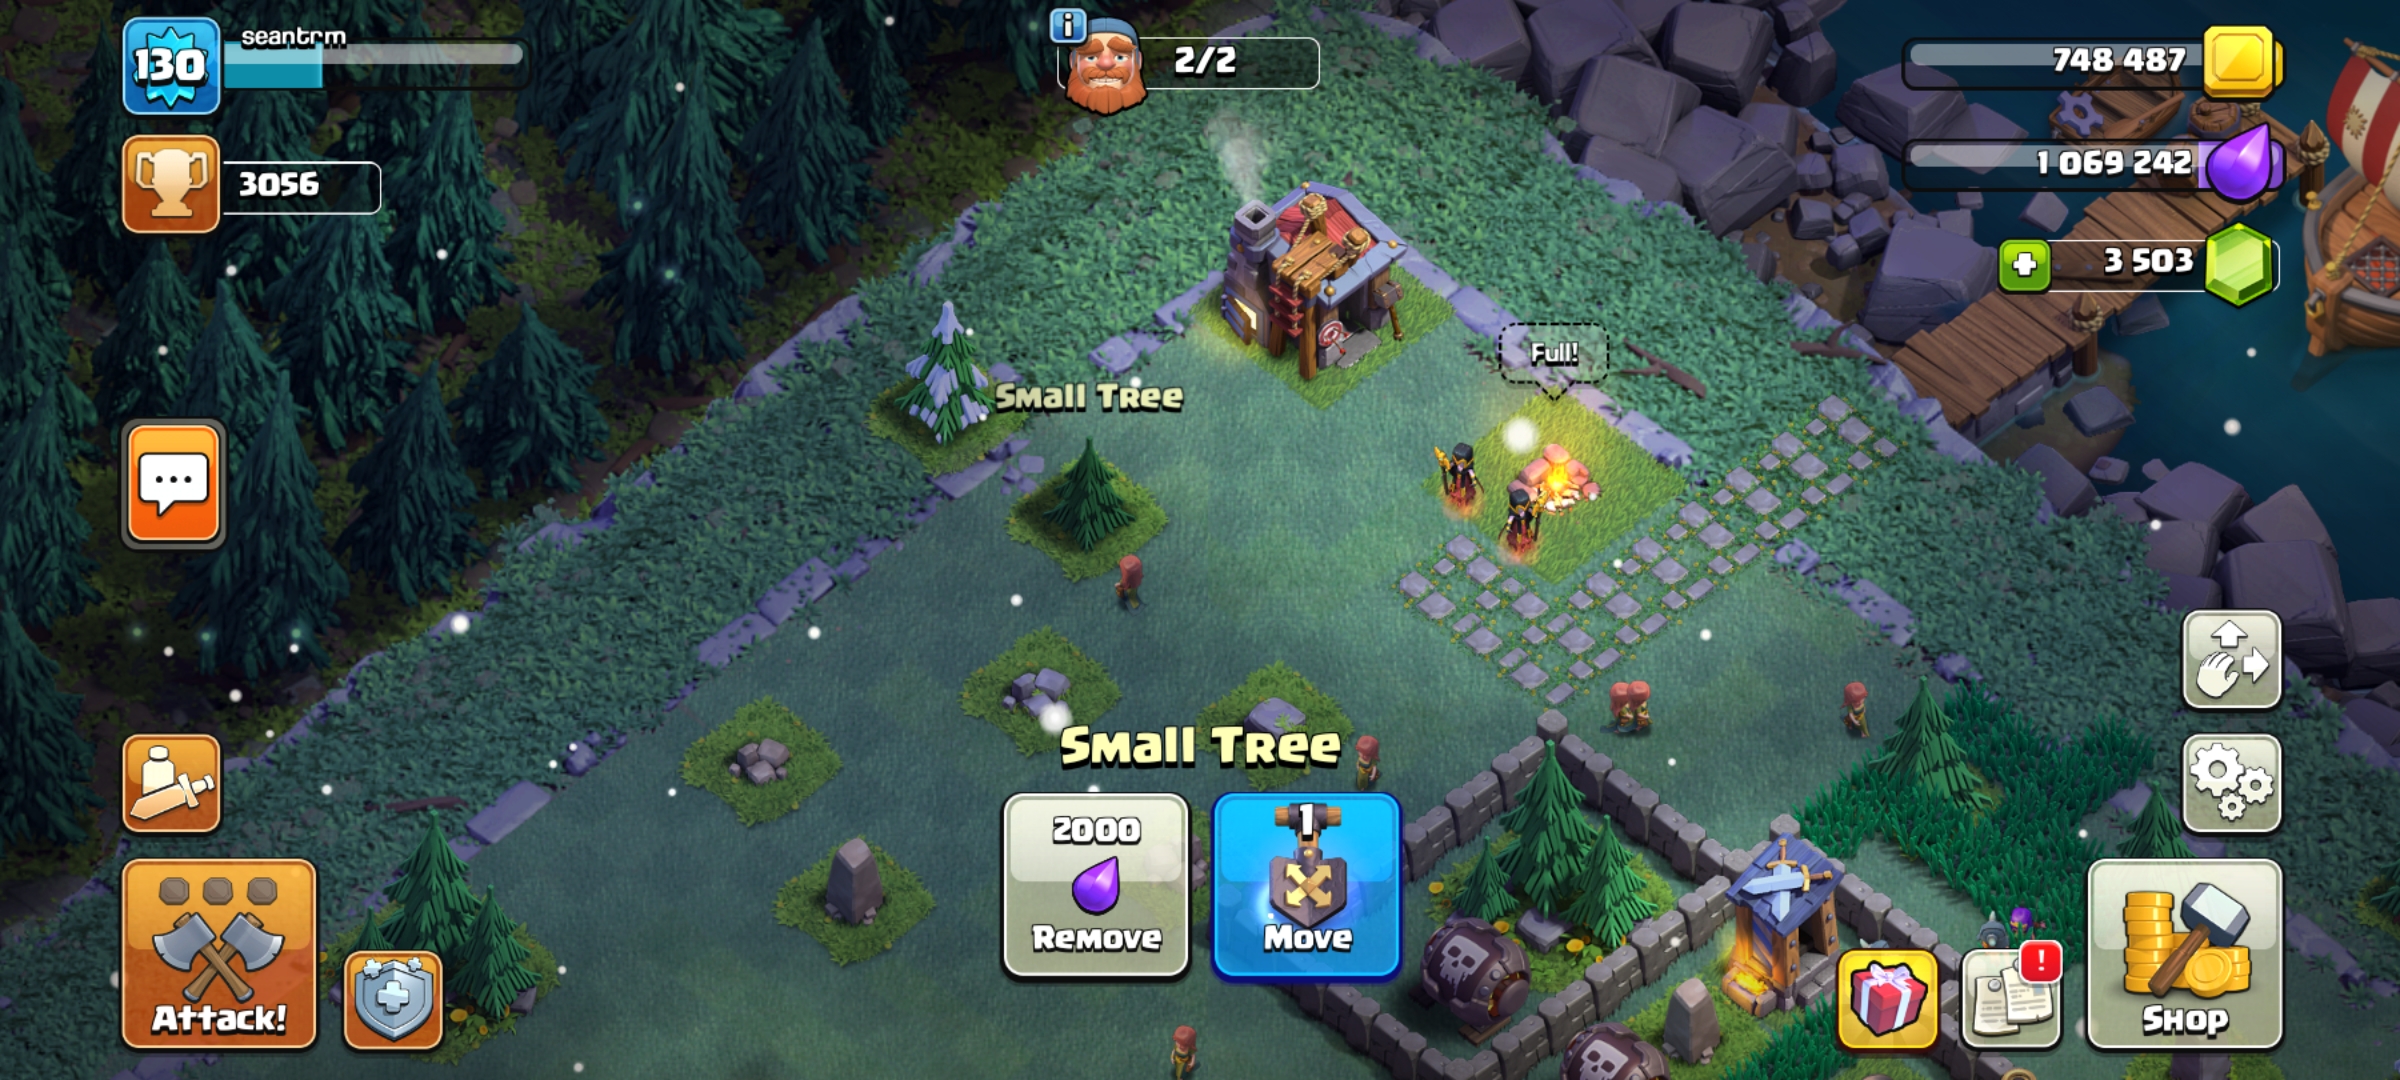 130
seantrm
2/2
748 487
3056
1 069 242
3 503
Full!
Small Tree
Small Tree
2000
1
Remove
Move
Attack!
!
Shop